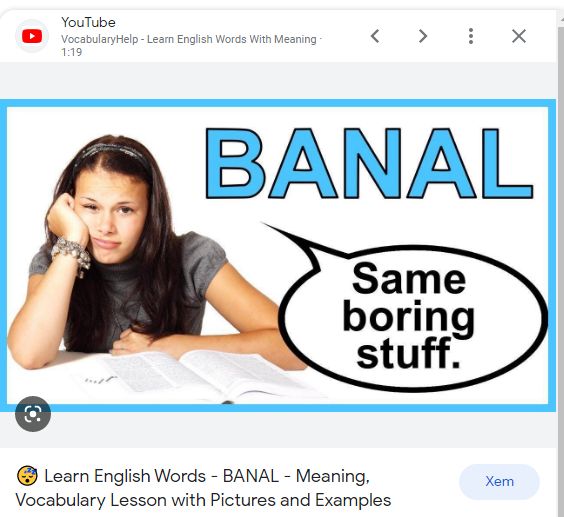 YouTube
VocabularyHelp - Learn English Words With Meaning ·
1:19
BANAL
Same
boring
stuff.
😴 Learn English Words - BANAL - Meaning,
Vocabulary Lesson with Pictures and Examples
Xem